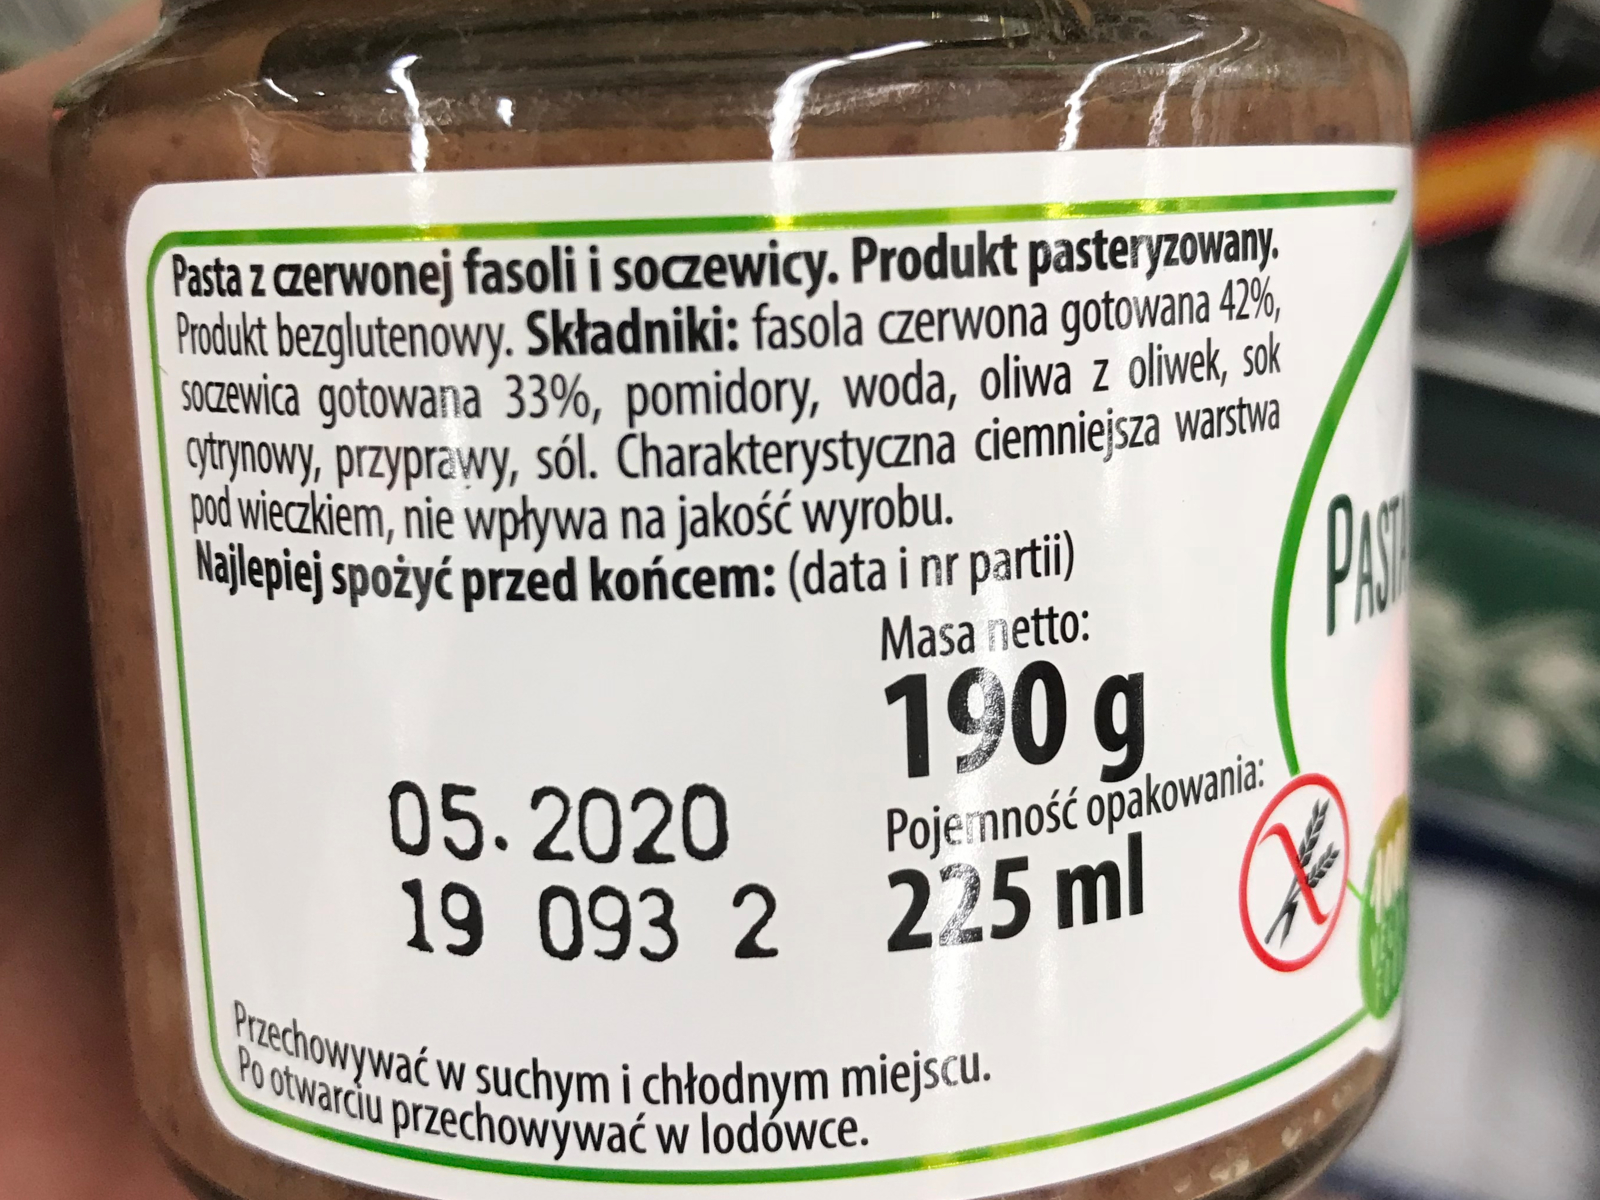 Pasta z czerwonej fasoli i soczewicy. Produkt pasteryzowany.
Produkt bezglutenowy. Składniki: fasola czerwona gotowana 42%,
soczewica gotowana 33%, pomidory, woda, oliwa z oliwek, sok
cytrynowy, przyprawy, sól. Charakterystyczna ciemniejsza warstwa
pod wieczkiem, nie wpływa na jakość wyrobu.
Najlepiej spożyć przed końcem: (data i nr partii)
Masa netto:
190 g
Pojemność opakowania:
225 ml
05.2020
19 093 2
Przechowywać w suchym i chłodnym miejscu.
Po otwarciu przechowywać w lodówce.
PASTA